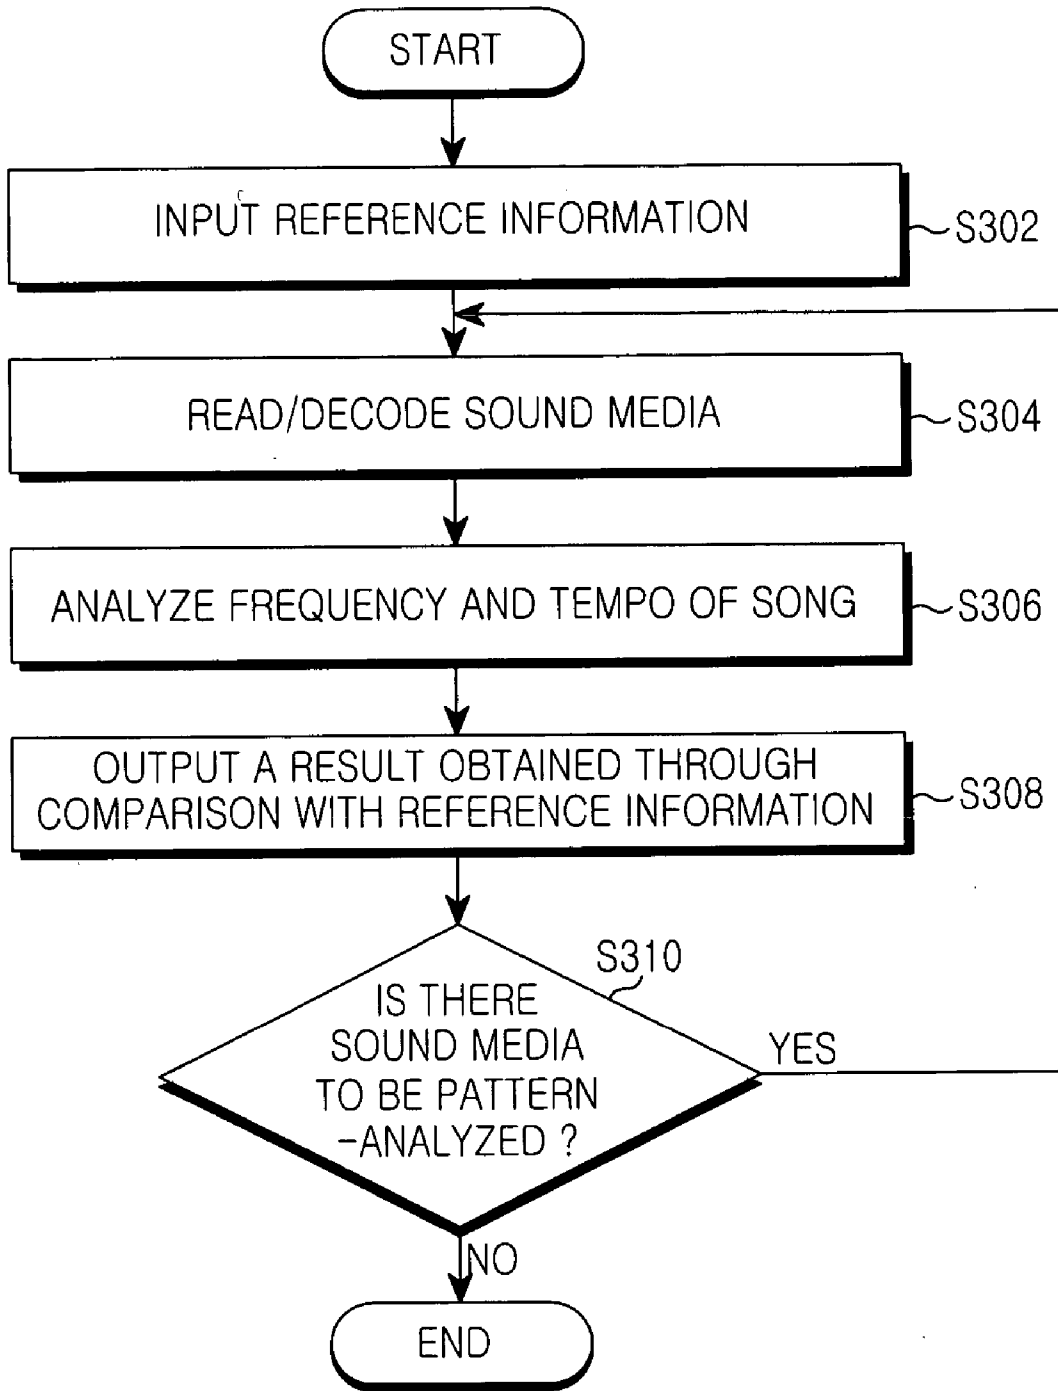 START
INPUT REFERENCE INFORMATION
S302
READ/DECODE SOUND MEDIA
S304
ANALYZE FREQUENCY AND TEMPO OF SONG
S306
OUTPUT A RESULT OBTAINED THROUGH
COMPARISON WITH REFERENCE INFORMATION
S308
S310
IS THERE
SOUND MEDIA
TO BE PATTERN
-ANALYZED ?
YES
NO
END